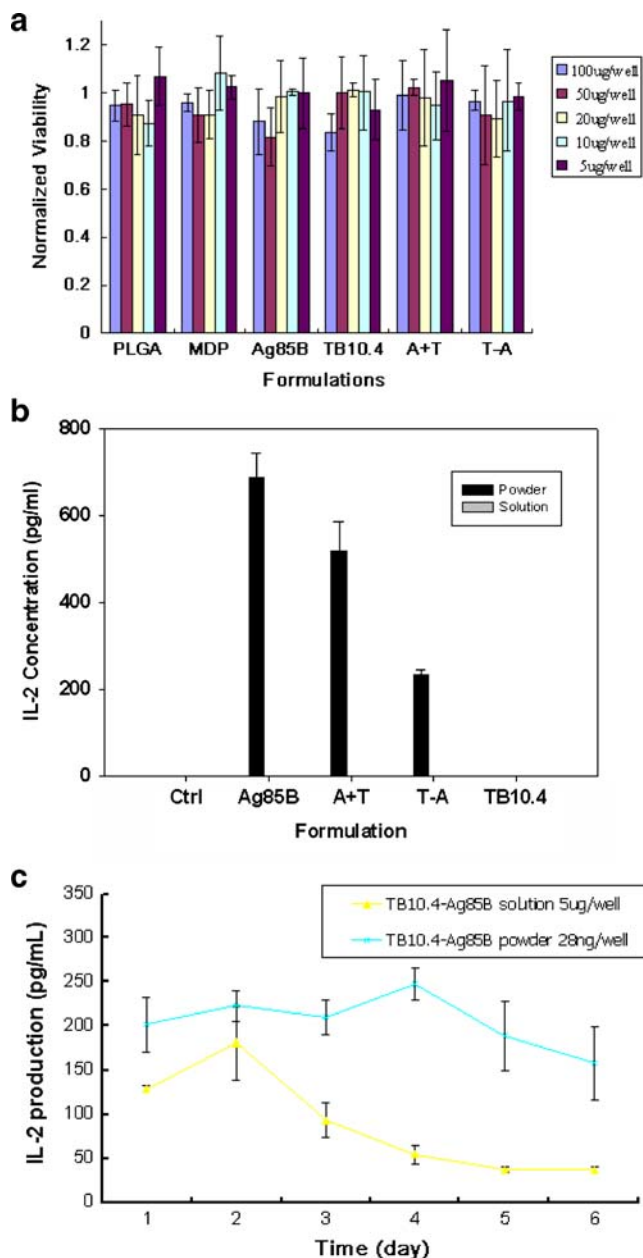 a
1.2
1
0.8
0.6
0.4
0.2
0
Normalized Viability
PLGA MDP Ag85B TB10.4 A+T T-A
Formulations
100ug/well
50ug/well
20ug/well
10ug/well
5ug/well
b
800
600
400
200
0
IL-2 Concentration (pg/ml)
Powder
Solution
Ctrl Ag85B A+T T-A TB10.4
Formulation
c
350
300
250
200
150
100
50
0
IL-2 production (pg/mL)
TB10.4-Ag85B solution 5ug/well
TB10.4-Ag85B powder 28ng/well
1 2 3 4 5 6
Time (day)